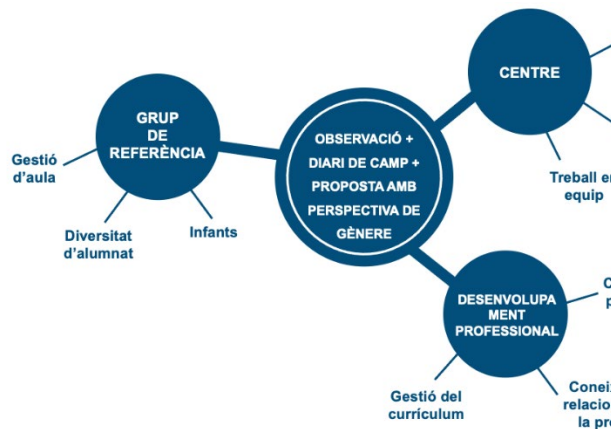 GRUP
DE
REFERÈNCIA
Gestió
d'aula
Diversitat
d'alumnat
Infants
OBSERVACIÓ +
DIARI DE CAMP +
PROPOSTA AMB
PERSPECTIVA DE
GÈNERE
CENTRE
Treball en
equip
DESENVOLUPA
MENT
PROFESSIONAL
Gestió del
currículum
la